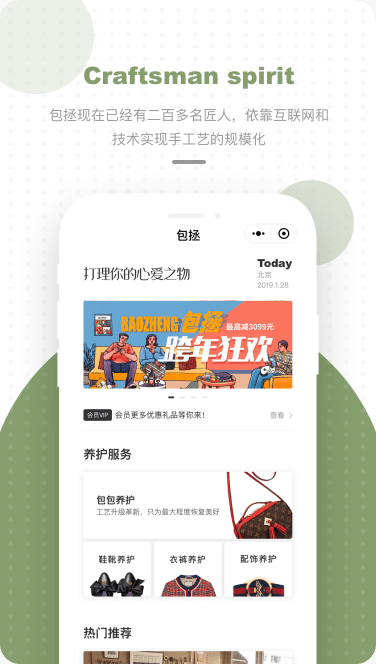 Craftsman spirit
包拯现在已经有二百多名匠人，依靠互联网和
技术实现手工艺的规模化
包拯
打理你的心爱之物
Today
北京
2019.1.28
BAOZHENG 包拯 最高减3099元
跨年狂欢
会员VIP 会员更多优惠礼品等你来! 查看
养护服务
包包养护
工艺升级革新，只为最大程度恢复美好
鞋靴养护
衣裤养护
配饰养护
热门推荐